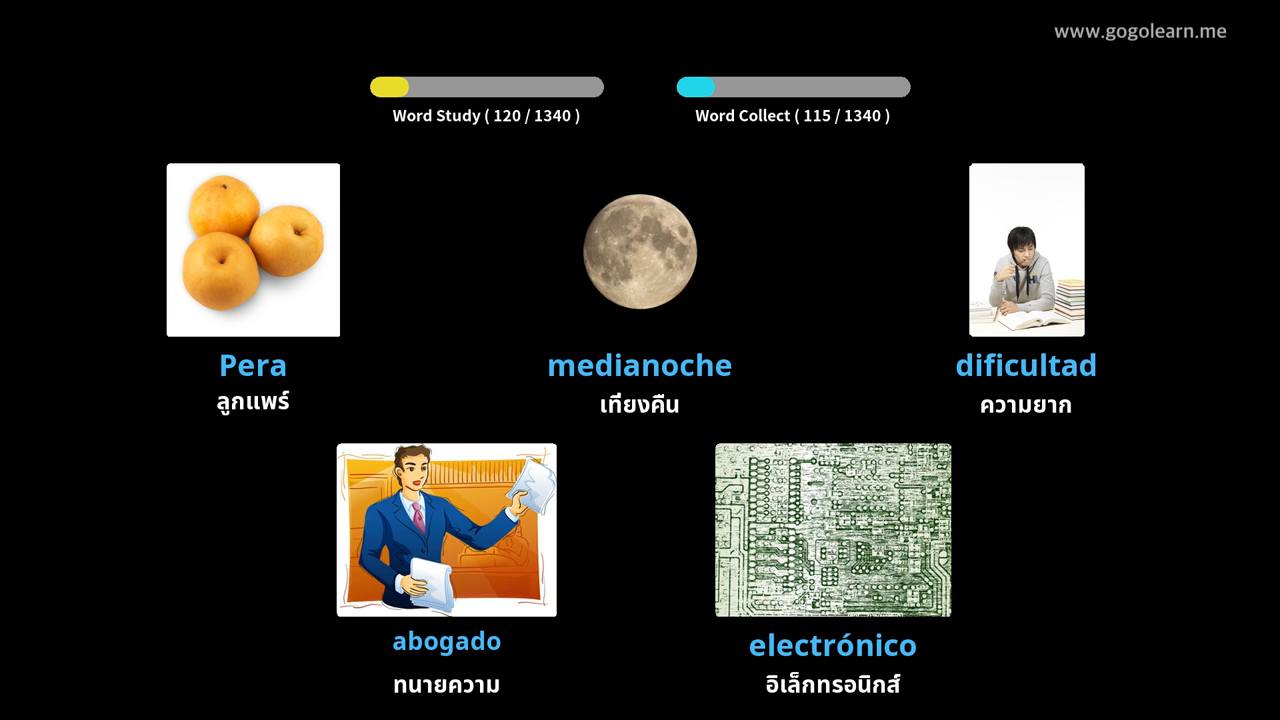 www.gogolearn.me
Word Study ( 120 / 1340 )
Word Collect ( 115 / 1340 )
Pera
ลูกแพร์
medianoche
เที่ยงคืน
dificultad
ความยาก
abogado
ทนายความ
electrónico
อิเล็กทรอนิกส์